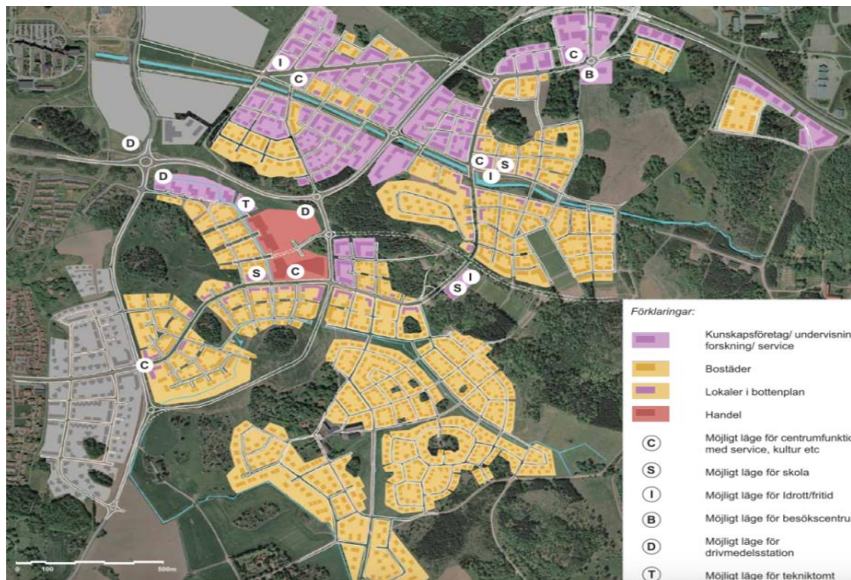 I
C
C
B
D
C
S
I
D
T
D
S
C
I
S
C
Förklaringar:
Kunskapsföretag/ undervisnin
forskning/ service
Bostäder
Lokaler i bottenplan
Handel
C
Möjligt läge för centrumfunktio
med service, kultur etc
S
Möjligt läge för skola
I
Möjligt läge för Idrott/fritid
B
Möjligt läge för besökscentru
D
Möjligt läge för
drivmedelsstation
T
Möjligt läge för tekniktomt
0 100 500m